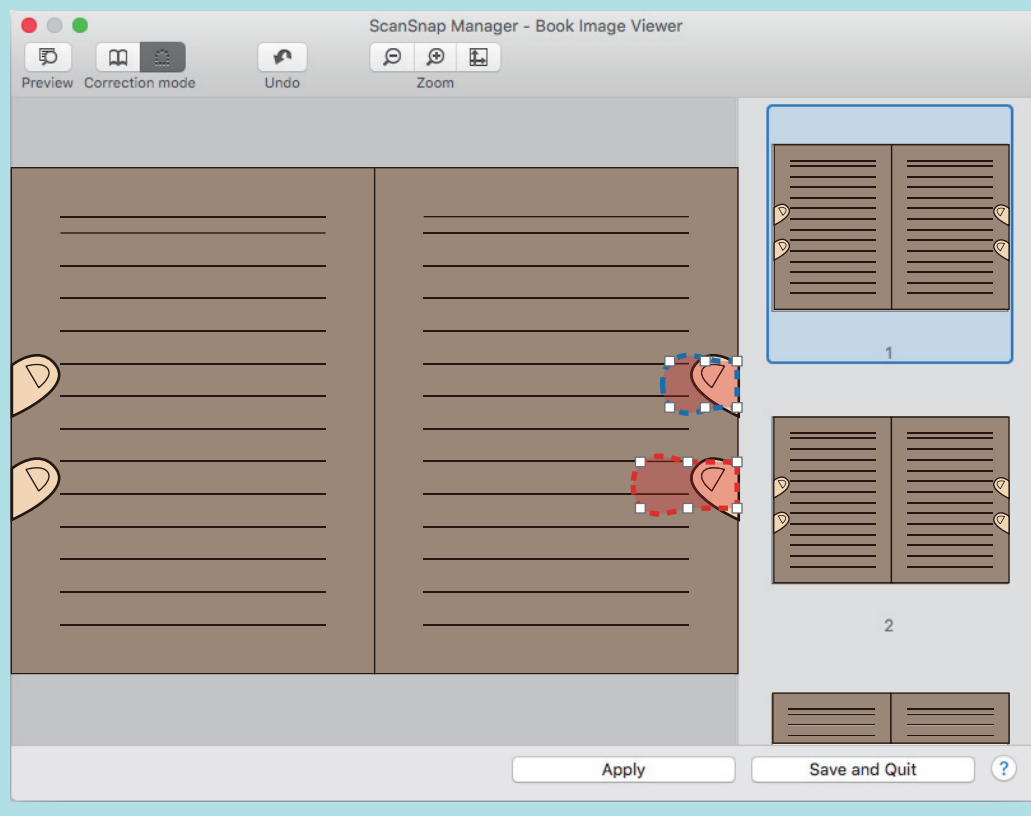 ScanSnap Manager - Book Image Viewer
Preview Correction mode Undo Zoom
1
2
Apply Save and Quit ?